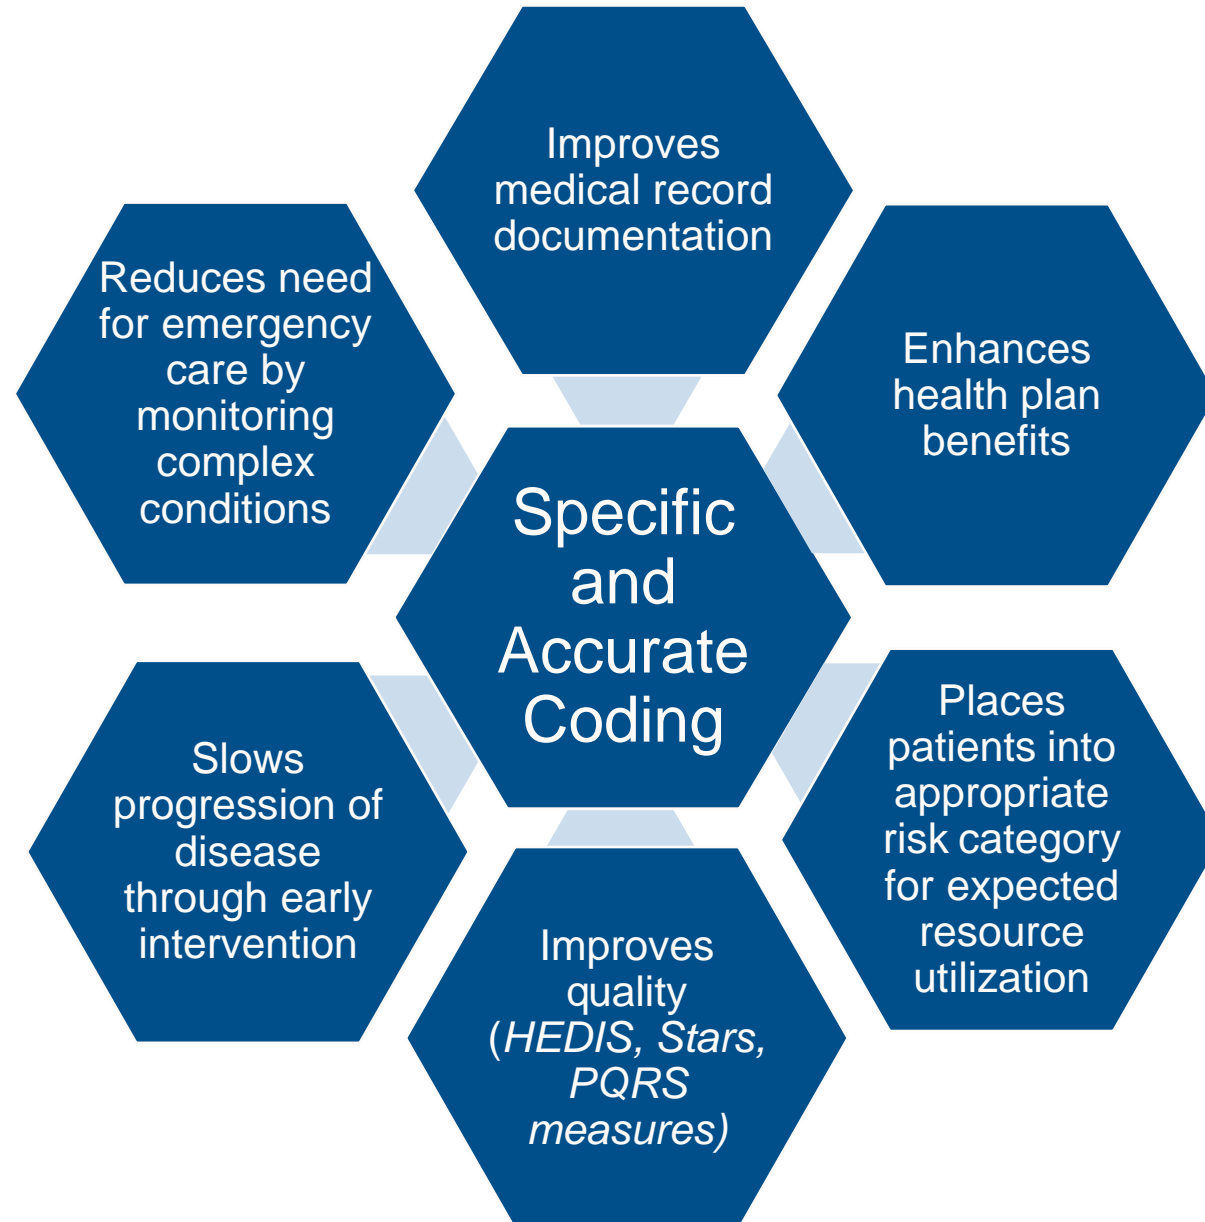 Improves
medical record
documentation
Enhances
health plan
benefits
Places
patients into
appropriate
risk category
for expected
resource
utilization
Improves
quality
(HEDIS, Stars,
PQRS
measures)
Slows
progression of
disease
through early
intervention
Reduces need
for emergency
care by
monitoring
complex
conditions
Specific
and
Accurate
Coding